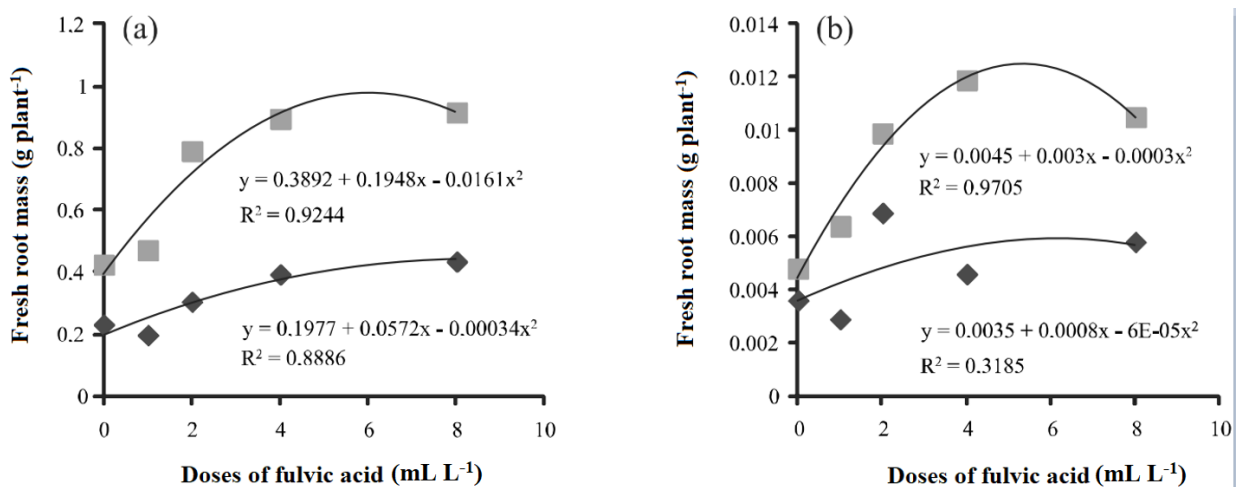 (a)
Fresh root mass (g plant⁻¹)
1.2
1
0.8
0.6
0.4
0.2
0
y = 0.3892 + 0.1948x - 0.0161x²
R² = 0.9244
y = 0.1977 + 0.0572x - 0.00034x²
R² = 0.8886
0 2 4 6 8 10
Doses of fulvic acid (mL L⁻¹)
(b)
Fresh root mass (g plant⁻¹)
0.014
0.012
0.01
0.008
0.006
0.004
0.002
0
y = 0.0045 + 0.003x - 0.0003x²
R² = 0.9705
y = 0.0035 + 0.0008x - 6E-05x²
R² = 0.3185
0 2 4 6 8 10
Doses of fulvic acid (mL L⁻¹)